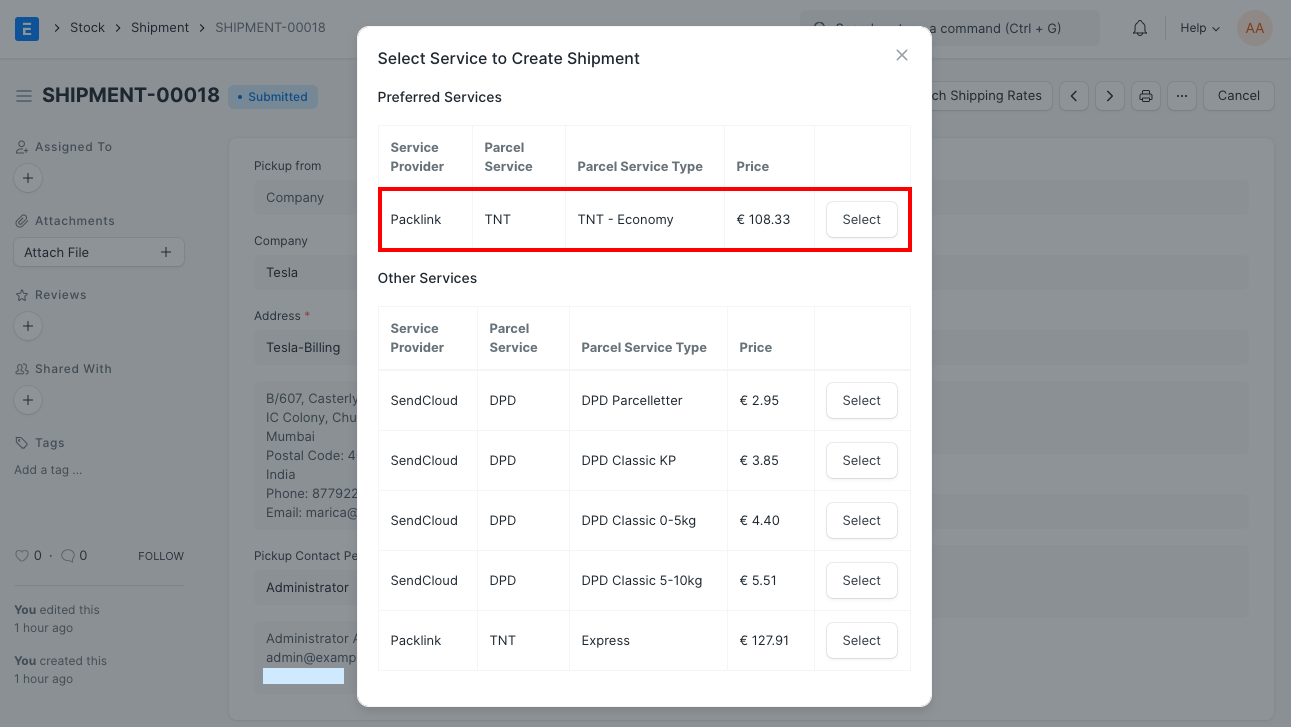 E
Stock
Shipment
SHIPMENT-00018
a command (Ctrl + G)
Help
AA
SHIPMENT-00018
Submitted
Shipping Rates
Cancel
Assigned To
Attachments
Attach File
Reviews
Shared With
Tags
Add a tag ...
0 · 0
FOLLOW
You edited this
1 hour ago
You created this
1 hour ago
Pickup from
Company
Company
Tesla
Address *
Tesla-Billing
B/607, Casterly
IC Colony,
Mumbai
Postal Code: 4
India
Phone: 877922
Email: marica@
Pickup Contact
Administrator
Administrator
admin@examp
Select Service to Create Shipment
Preferred Services
Service Provider
Parcel Service
Parcel Service Type
Price
Packlink TNT TNT - Economy € 108.33 Select
Other Services
Service Provider
Parcel Service
Parcel Service Type
Price
SendCloud DPD DPD Parcelletter € 2.95 Select
SendCloud DPD DPD Classic KP € 3.85 Select
SendCloud DPD DPD Classic 0-5kg € 4.40 Select
SendCloud DPD DPD Classic 5-10kg € 5.51 Select
Packlink TNT Express € 127.91 Select